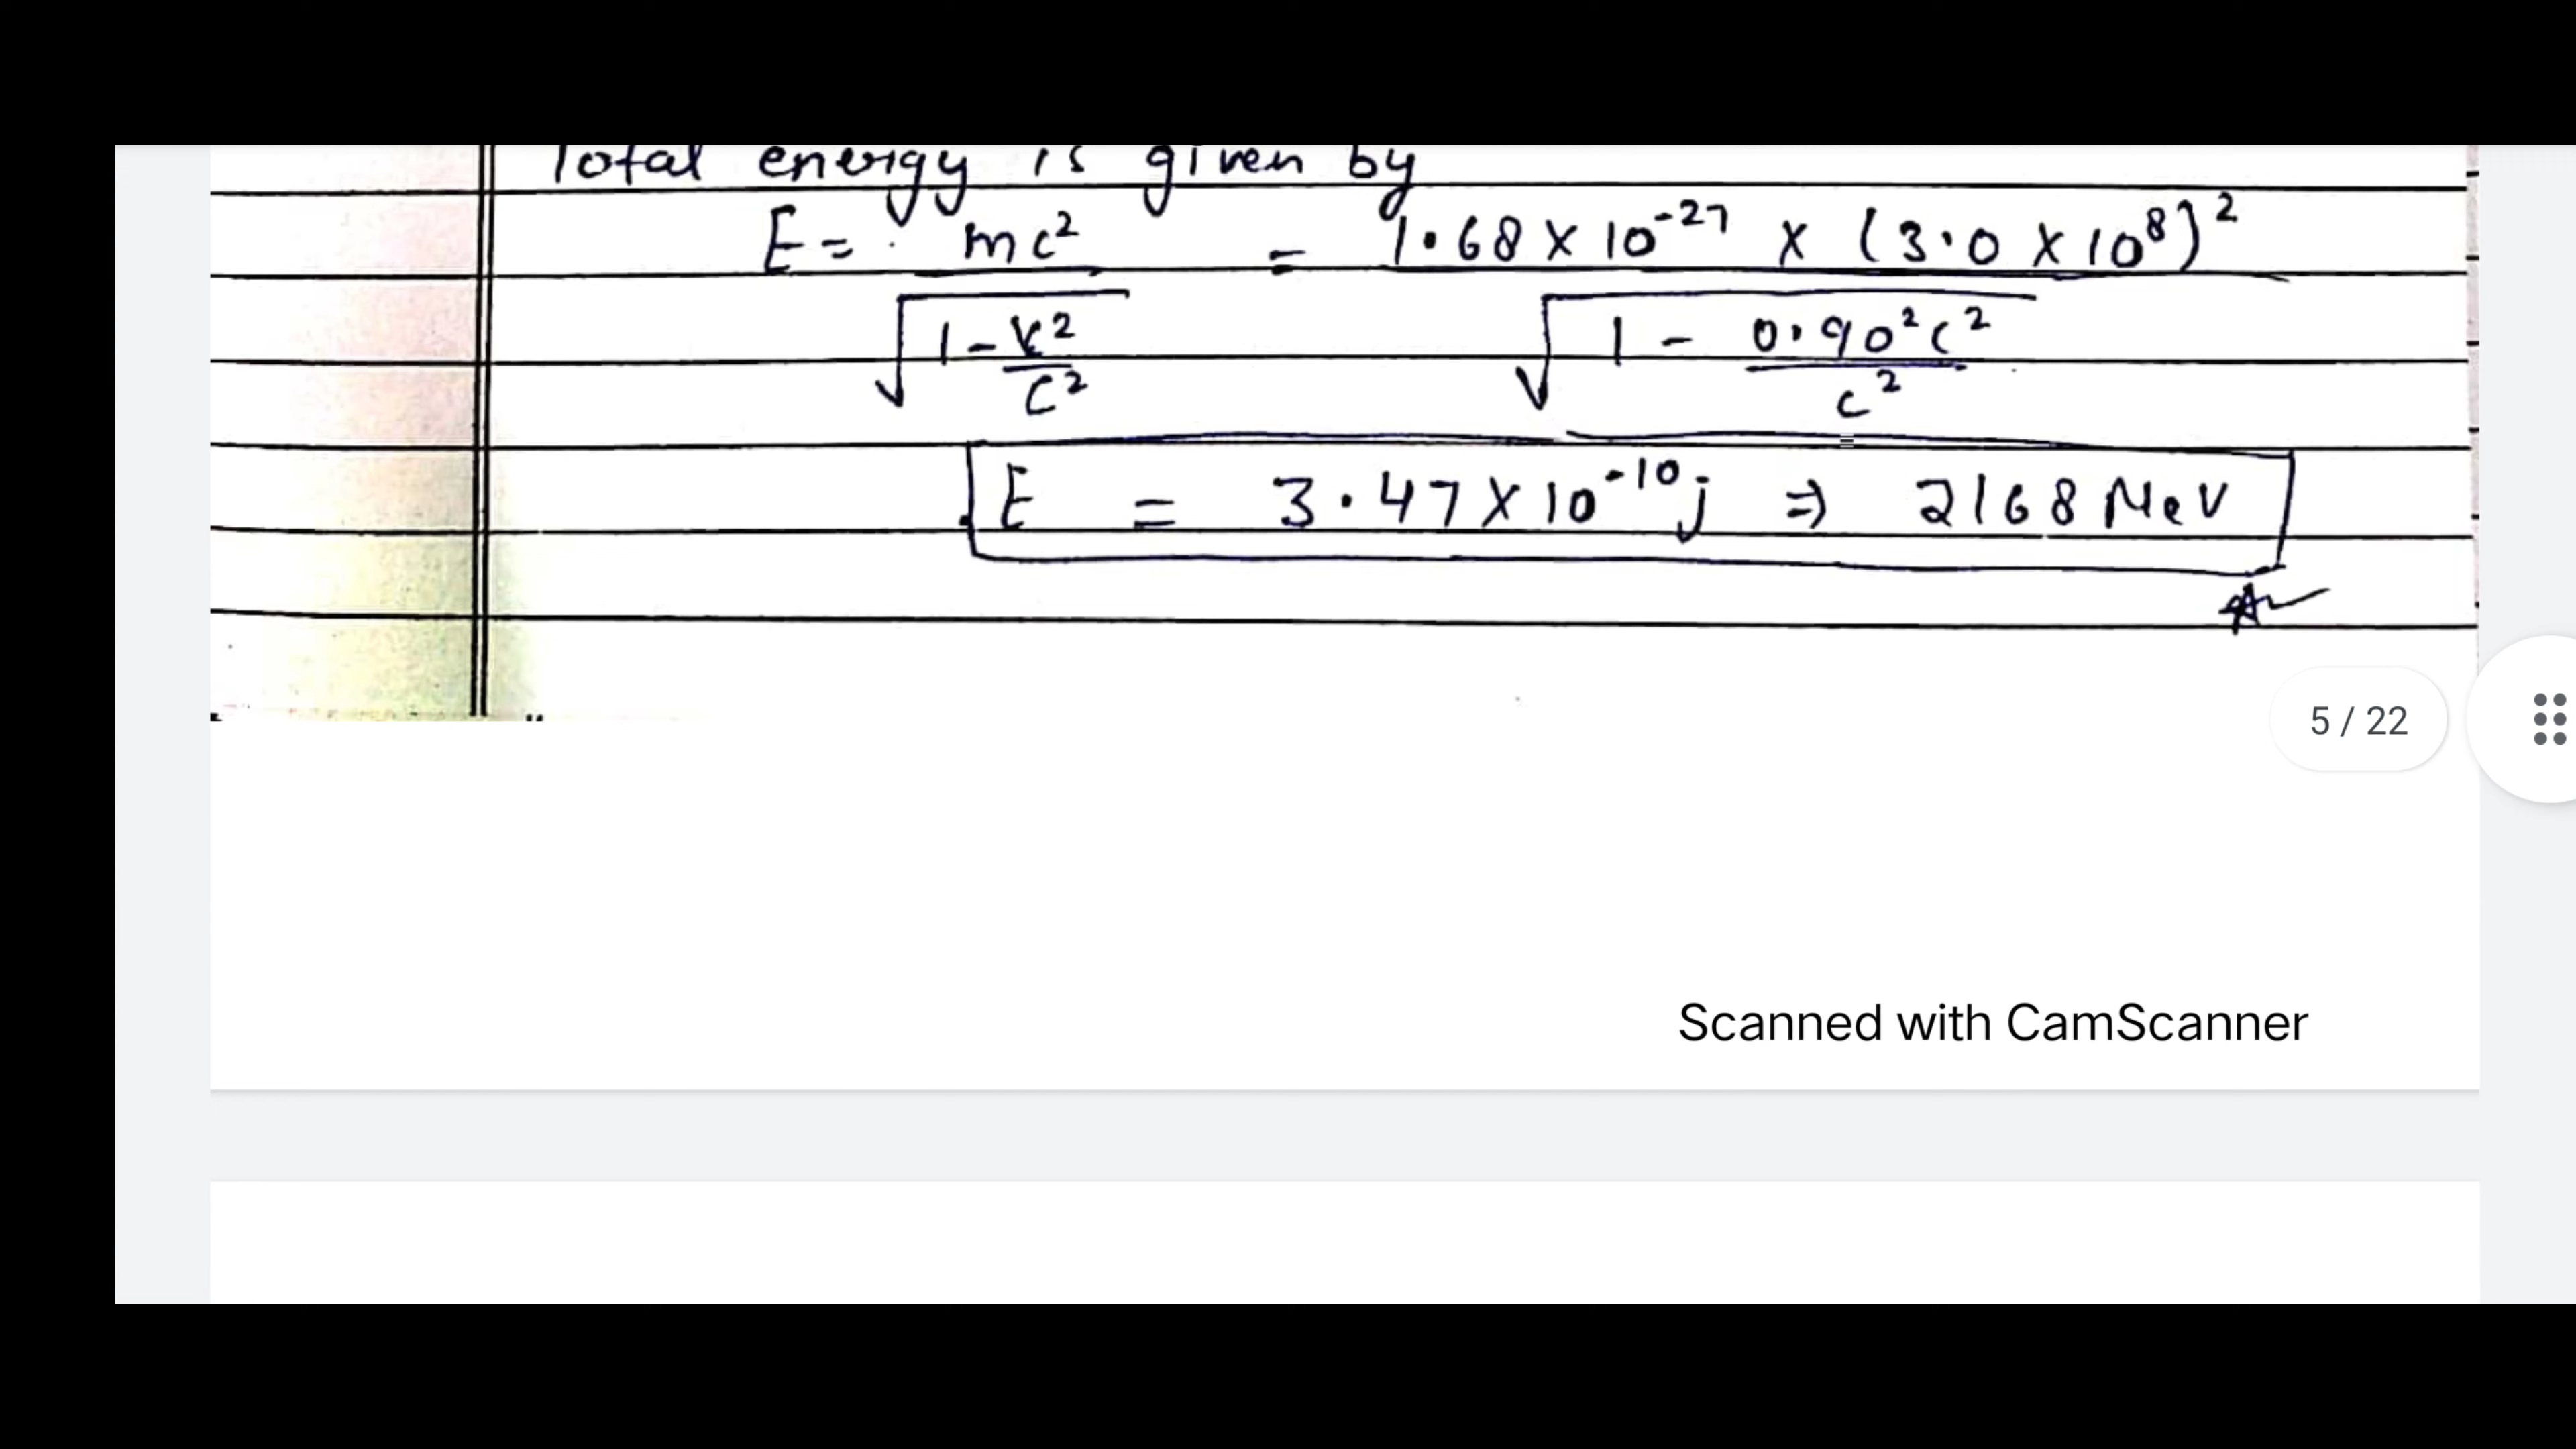 Total energy is given by
E = mc² / √(1 - v²/c²) = 1.68 × 10⁻²⁷ × (3.0 × 10⁸)² / √(1 - 0.90²c²/c²)
E = 3.47 × 10⁻¹⁰ j ⇒ 2168 MeV
5 / 22
Scanned with CamScanner